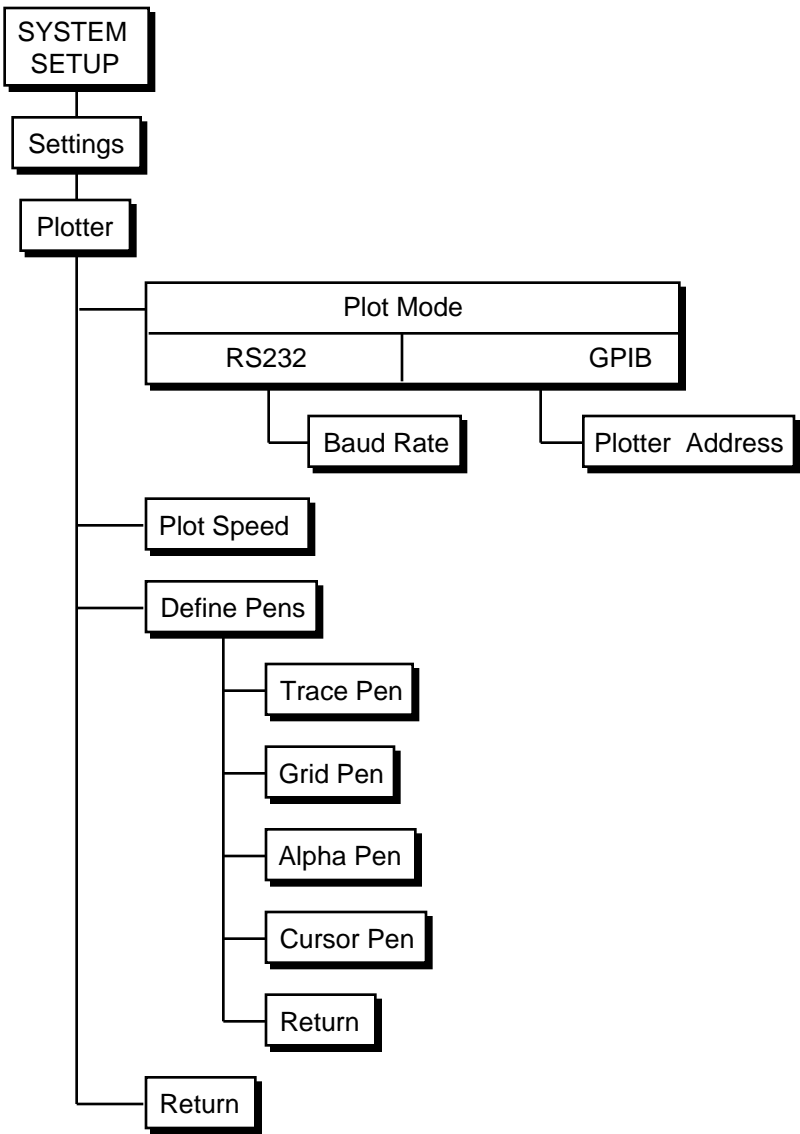 SYSTEM
SETUP
Settings
Plotter
Plot Mode
RS232 GPIB
Baud Rate Plotter Address
Plot Speed
Define Pens
Trace Pen
Grid Pen
Alpha Pen
Cursor Pen
Return
Return